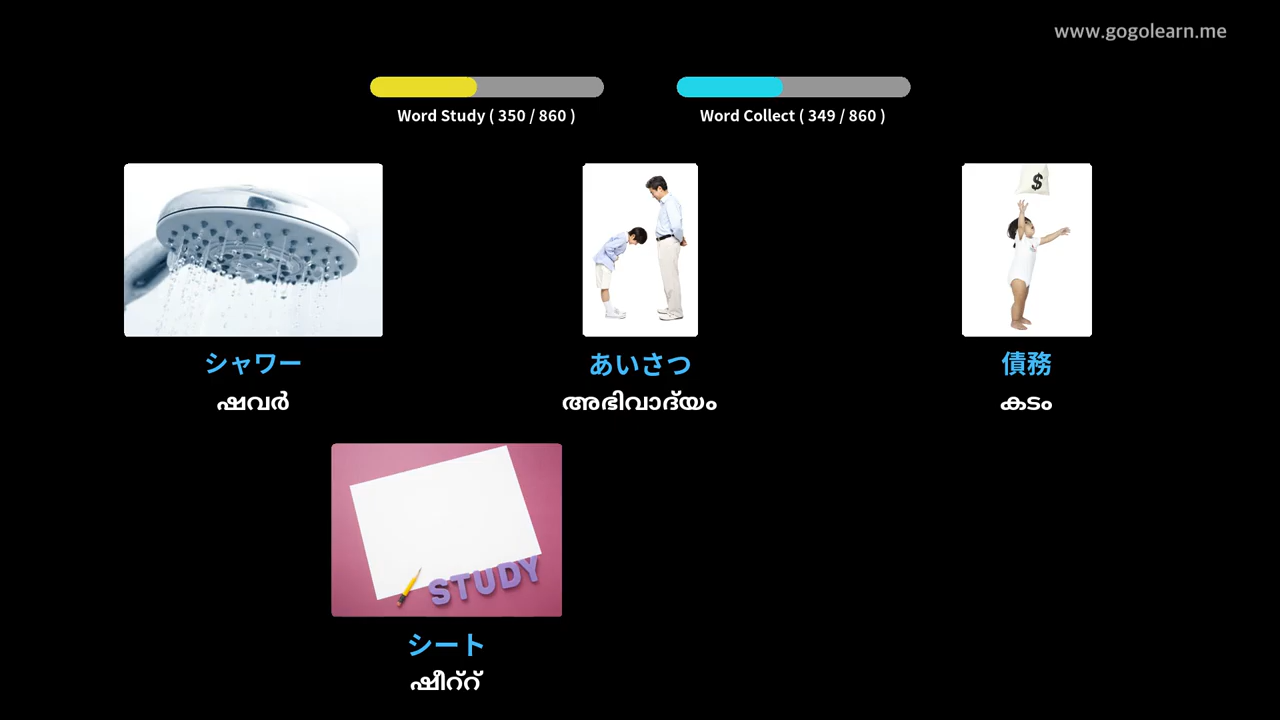 www.gogolearn.me
Word Study ( 350 / 860 )
Word Collect ( 349 / 860 )
$
シャワー
あいさつ
債務
ഷവർ
അഭിവാദ്യം
കടം
STUDY
シート
ഷീറ്റ്